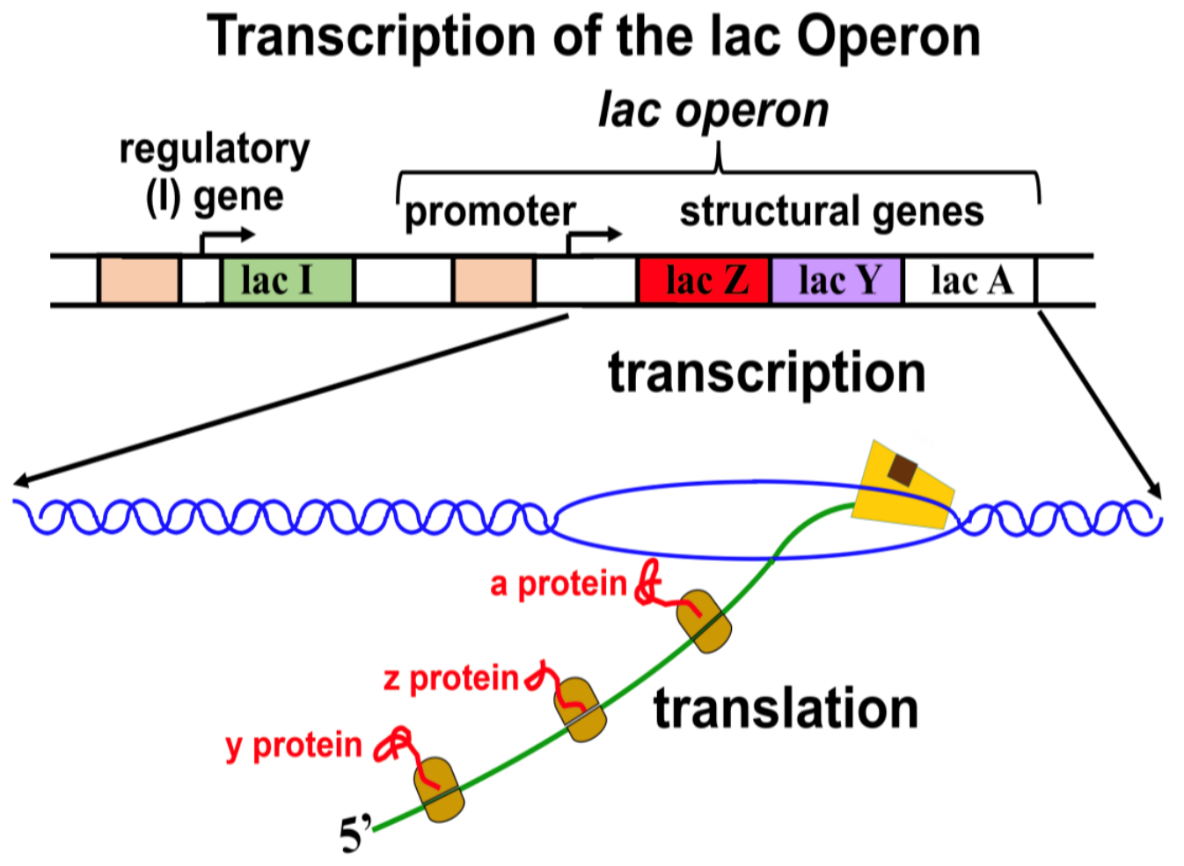 Transcription of the lac Operon
lac operon
regulatory
(I) gene
promoter
structural genes
lac I
lac Z
lac Y
lac A
transcription
a protein
z protein
translation
y protein
5’